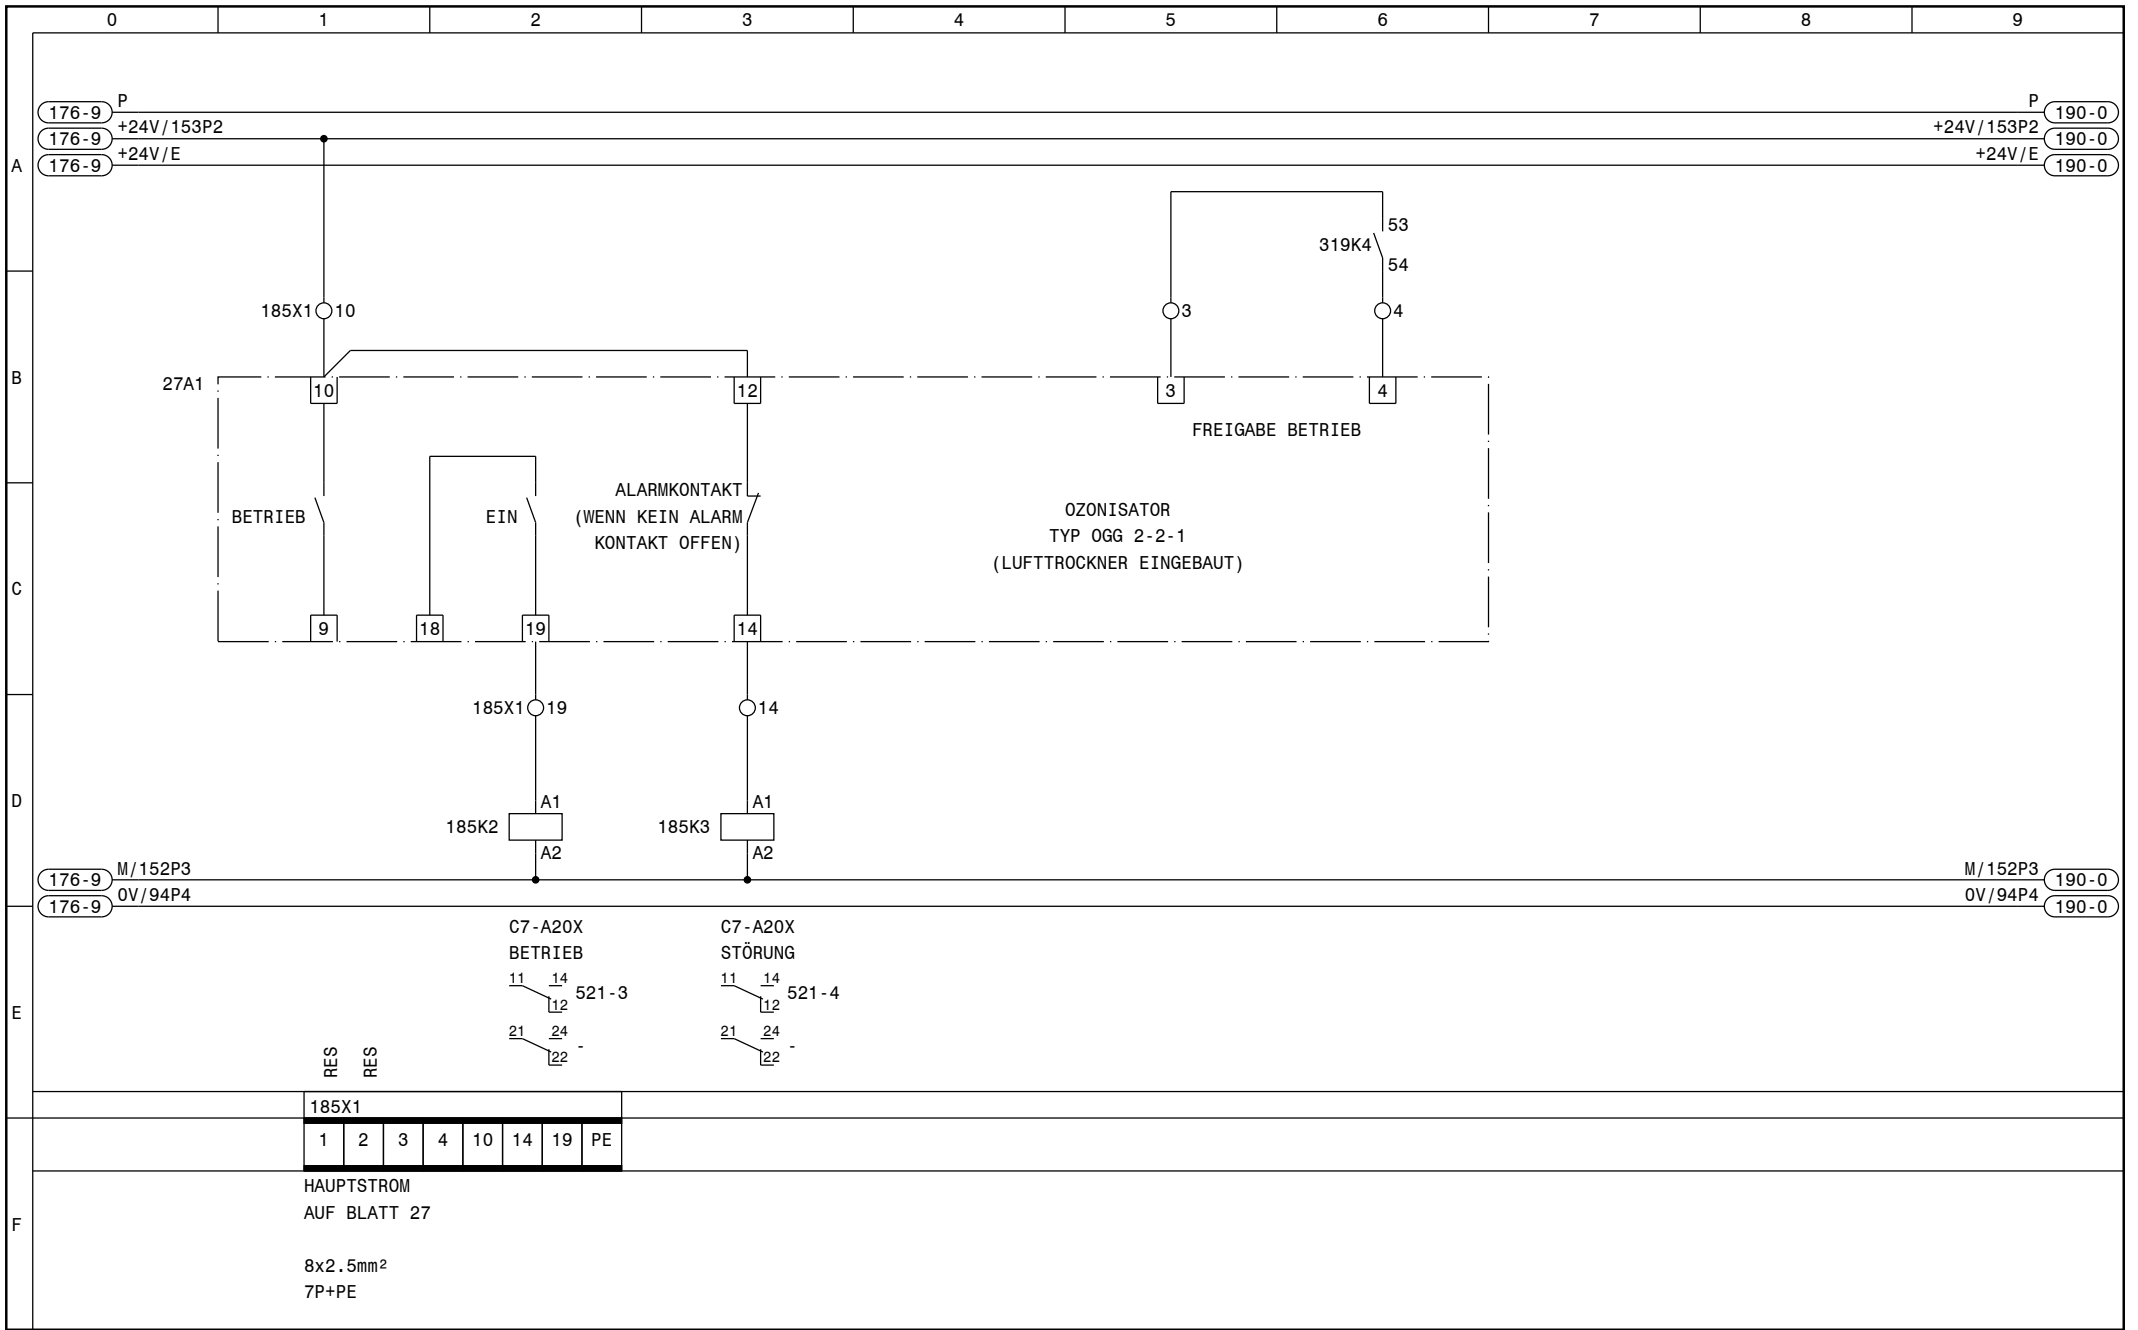 0 1 2 3 4 5 6 7 8 9
176-9 P P 190-0
176-9 +24V/153P2 +24V/153P2 190-0
A 176-9 +24V/E +24V/E 190-0
53
319K4
54
185X1 10 3 4
B 27A1
10 12 3 4
FREIGABE BETRIEB
ALARMKONTAKT
BETRIEB EIN (WENN KEIN ALARM
KONTAKT OFFEN)
OZONISATOR
TYP OGG 2-2-1
(LUFTTROCKNER EINGEBAUT)
C
9 18 19 14
185X1 19 14
D
A1 A1
185K2 185K3
A2 A2
176-9 M/152P3 M/152P3 190-0
176-9 0V/94P4 0V/94P4 190-0
C7-A20X C7-A20X
BETRIEB STÖRUNG
11 14 11 14
521-3 521-4
12 12
E
21 24 21 24
- -
22 22
RES RES
185X1
1 2 3 4 10 14 19 PE
HAUPTSTROM
AUF BLATT 27
F
8x2.5mm²
7P+PE